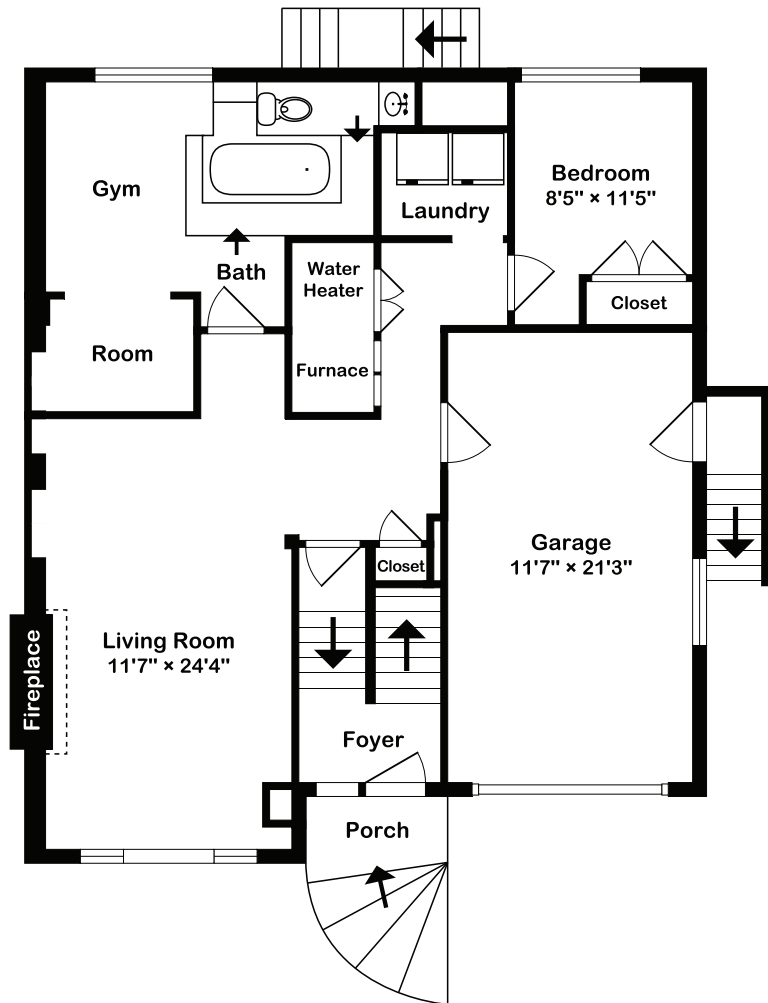 Gym
Bath
Laundry
Bedroom
8'5" × 11'5"
Water
Heater
Closet
Room
Furnace
Closet
Garage
11'7" × 21'3"
Living Room
11'7" × 24'4"
Fireplace
Foyer
Porch